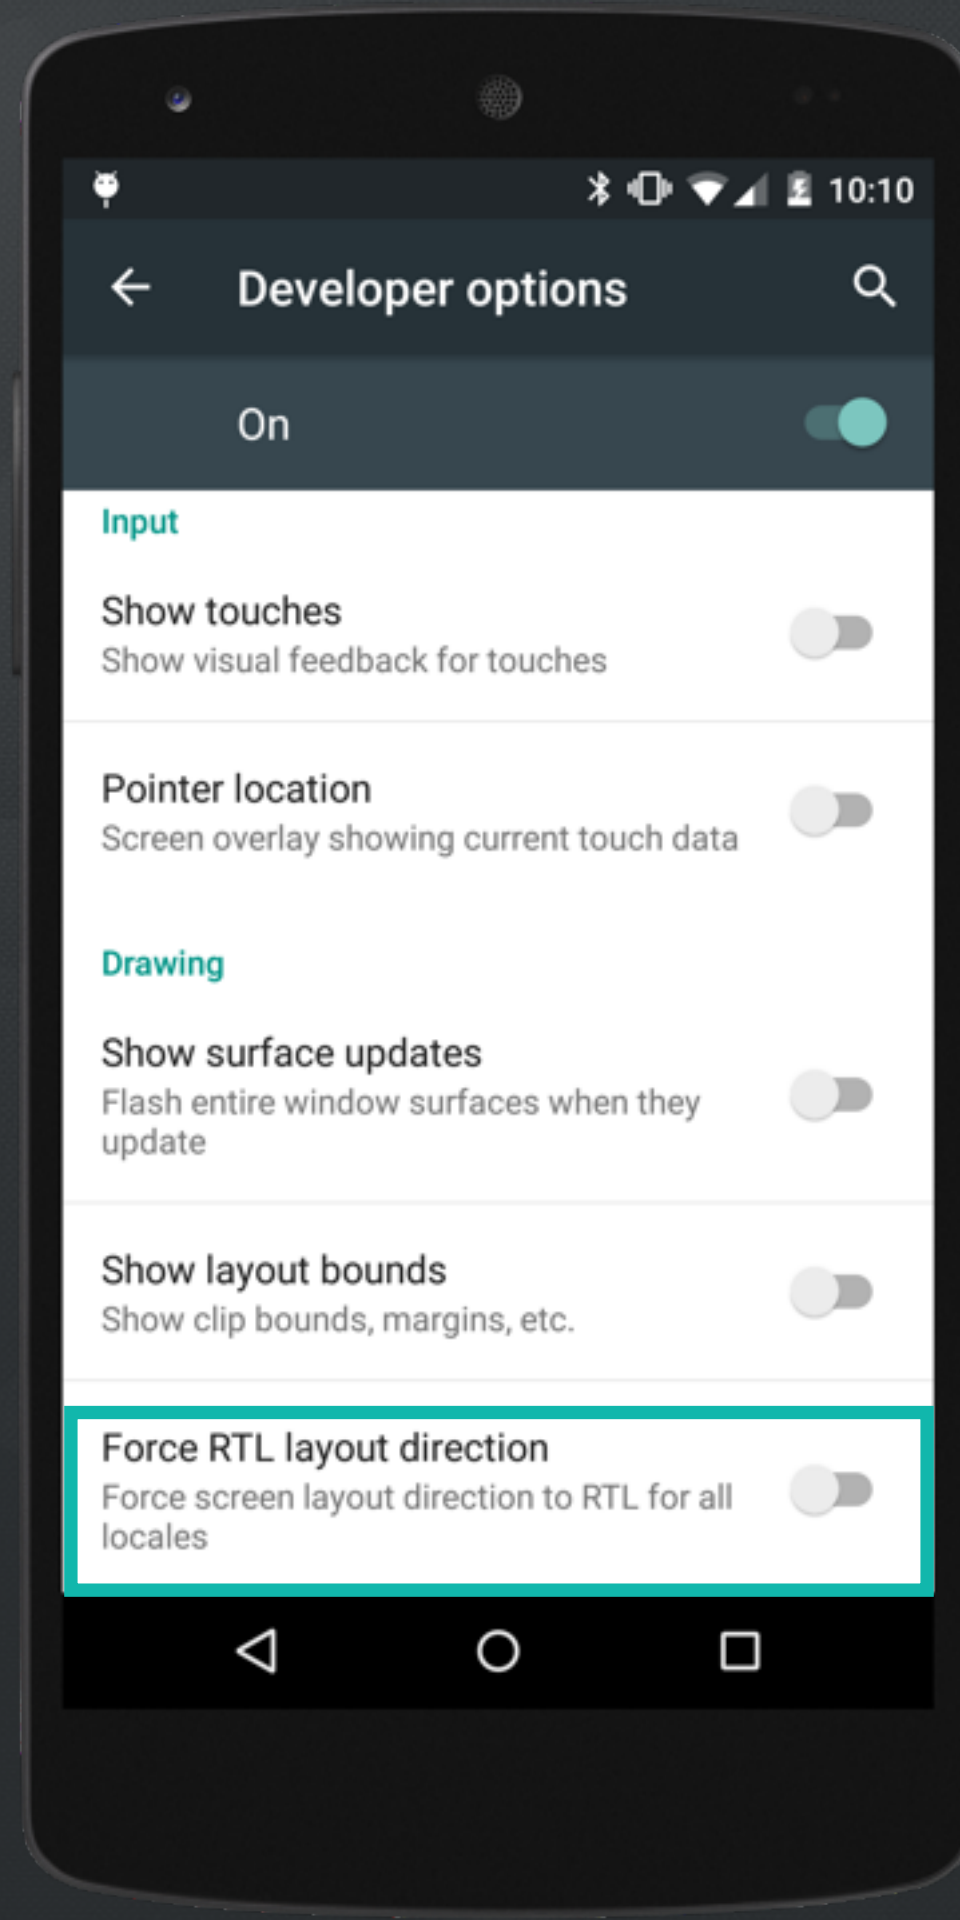 10:10
Developer options
On
Input
Show touches
Show visual feedback for touches
Pointer location
Screen overlay showing current touch data
Drawing
Show surface updates
Flash entire window surfaces when they
update
Show layout bounds
Show clip bounds, margins, etc.
Force RTL layout direction
Force screen layout direction to RTL for all
locales